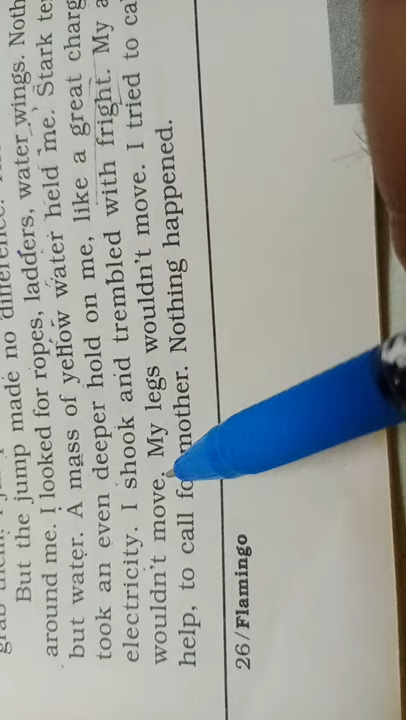 But the jump made no difference.
around me. I looked for ropes, ladders, water wings. Noth
but water. A mass of yellow water held me. Stark te
took an even deeper hold on me, like a great charg
electricity. I shook and trembled with fright. My a
wouldn't move. My legs wouldn't move. I tried to ca
help, to call mother. Nothing happened.
26/Flamingo